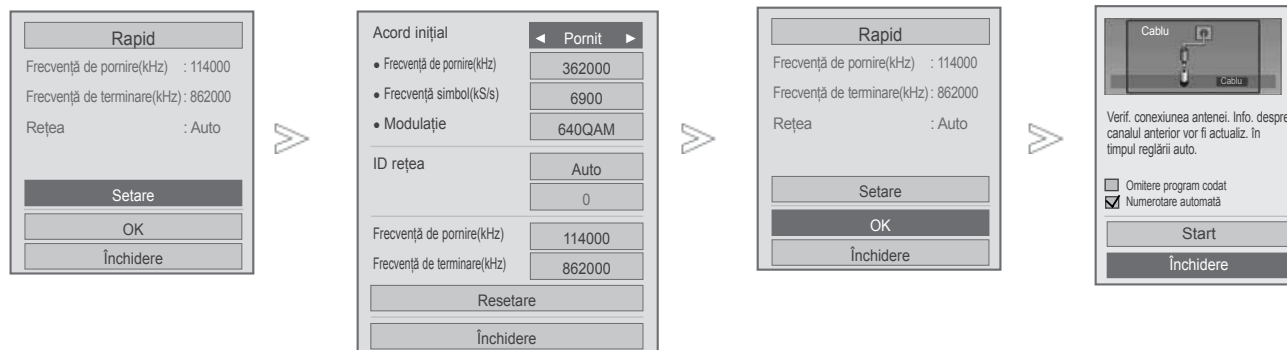 Rapid
Frecvență de pornire(kHz) : 114000
Frecvență de terminare(kHz) : 862000
Rețea : Auto
Setare
OK
Închidere
Acord inițial ◄ Pornit ►
● Frecvență de pornire(kHz) 362000
● Frecvență simbol(kS/s) 6900
● Modulație 640QAM
ID rețea Auto
0
Frecvență de pornire(kHz) 114000
Frecvență de terminare(kHz) 862000
Resetare
Închidere
Rapid
Frecvență de pornire(kHz) : 114000
Frecvență de terminare(kHz) : 862000
Rețea : Auto
Setare
OK
Închidere
Cablu
Cablu
Verif. conexiunea antenei. Info. despre
canalul anterior vor fi actualiz. în
timpul reglării auto.
Omitere program codat
Numerotare automată
Start
Închidere